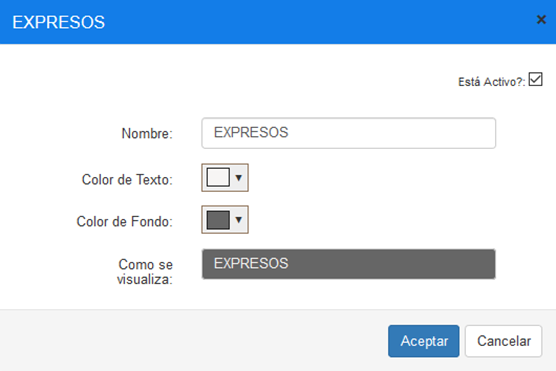 EXPRESOS
Está Activo?:
Nombre: EXPRESOS
Color de Texto:
Color de Fondo:
Como se
visualiza: EXPRESOS
Aceptar Cancelar